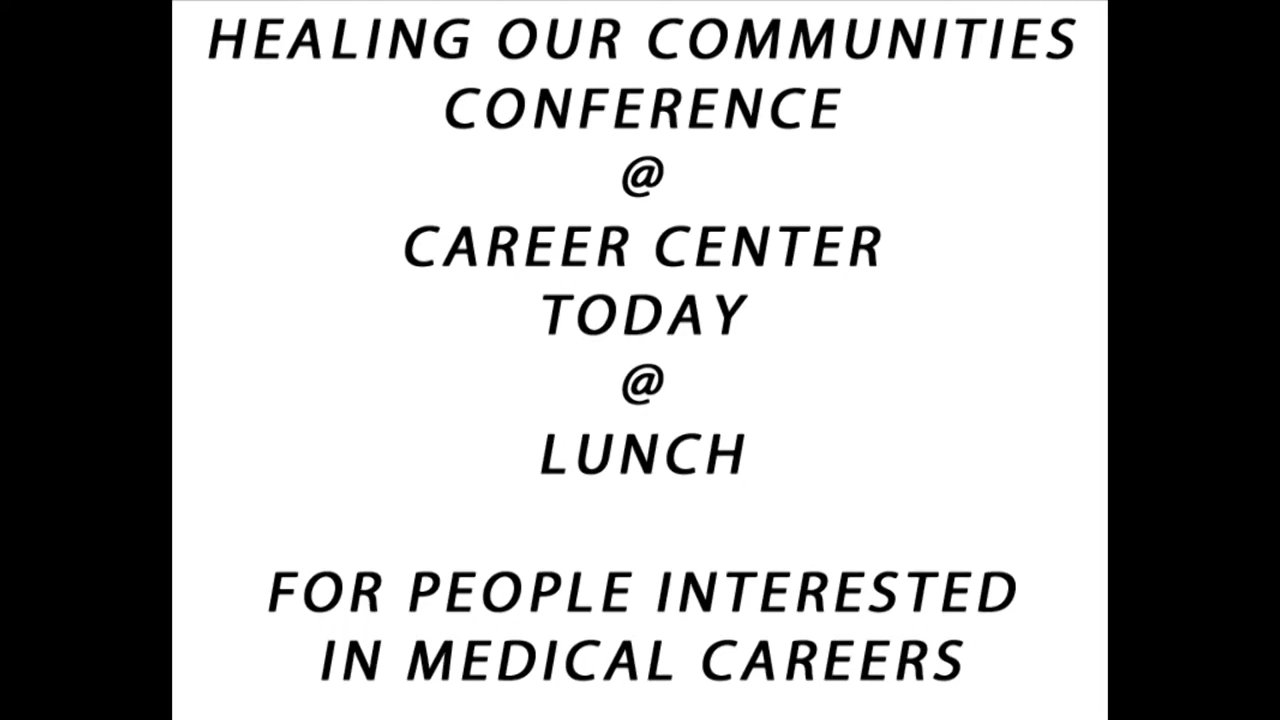 HEALING OUR COMMUNITIES
CONFERENCE
@
CAREER CENTER
TODAY
@
LUNCH
FOR PEOPLE INTERESTED
IN MEDICAL CAREERS